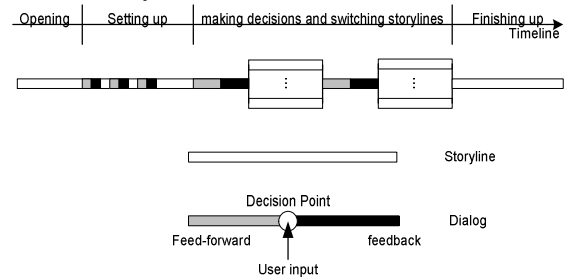 Opening
Setting up
making decisions and switching storylines
Finishing up
Timeline
⋮
⋮
Storyline
Decision Point
Dialog
Feed-forward
feedback
User input